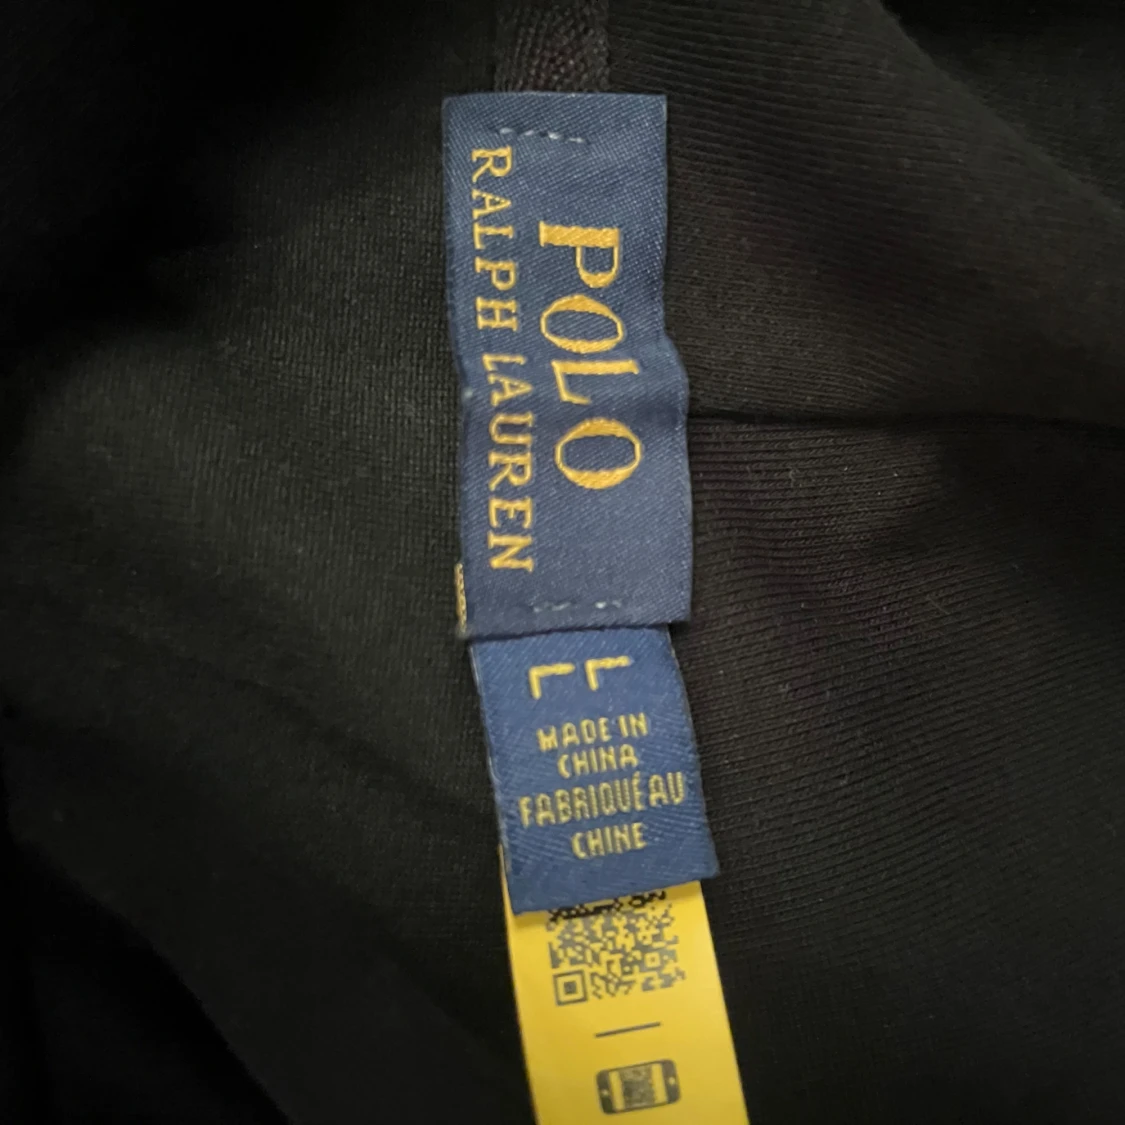 POLO
RALPH LAUREN
L L
MADE IN
CHINA
FABRIQUÉ AU
CHINE